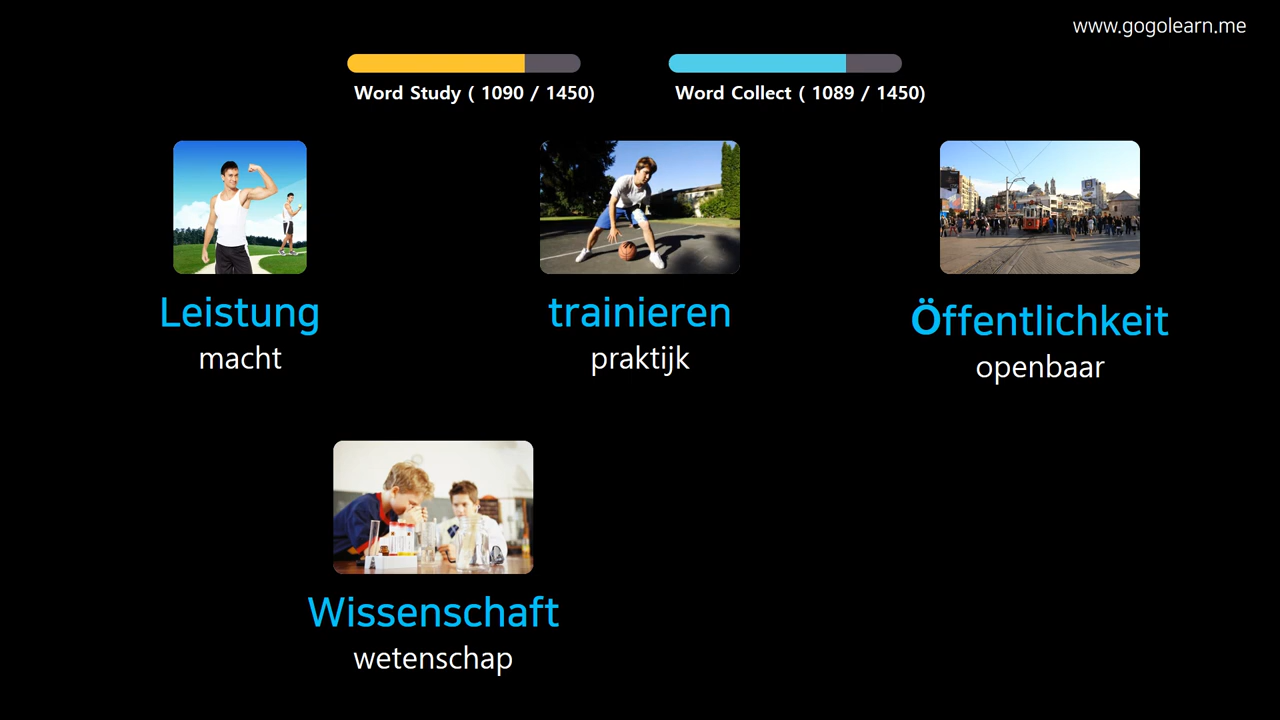 www.gogolearn.me
Word Study ( 1090 / 1450)
Word Collect ( 1089 / 1450)
Leistung
macht
trainieren
praktijk
Öffentlichkeit
openbaar
Wissenschaft
wetenschap